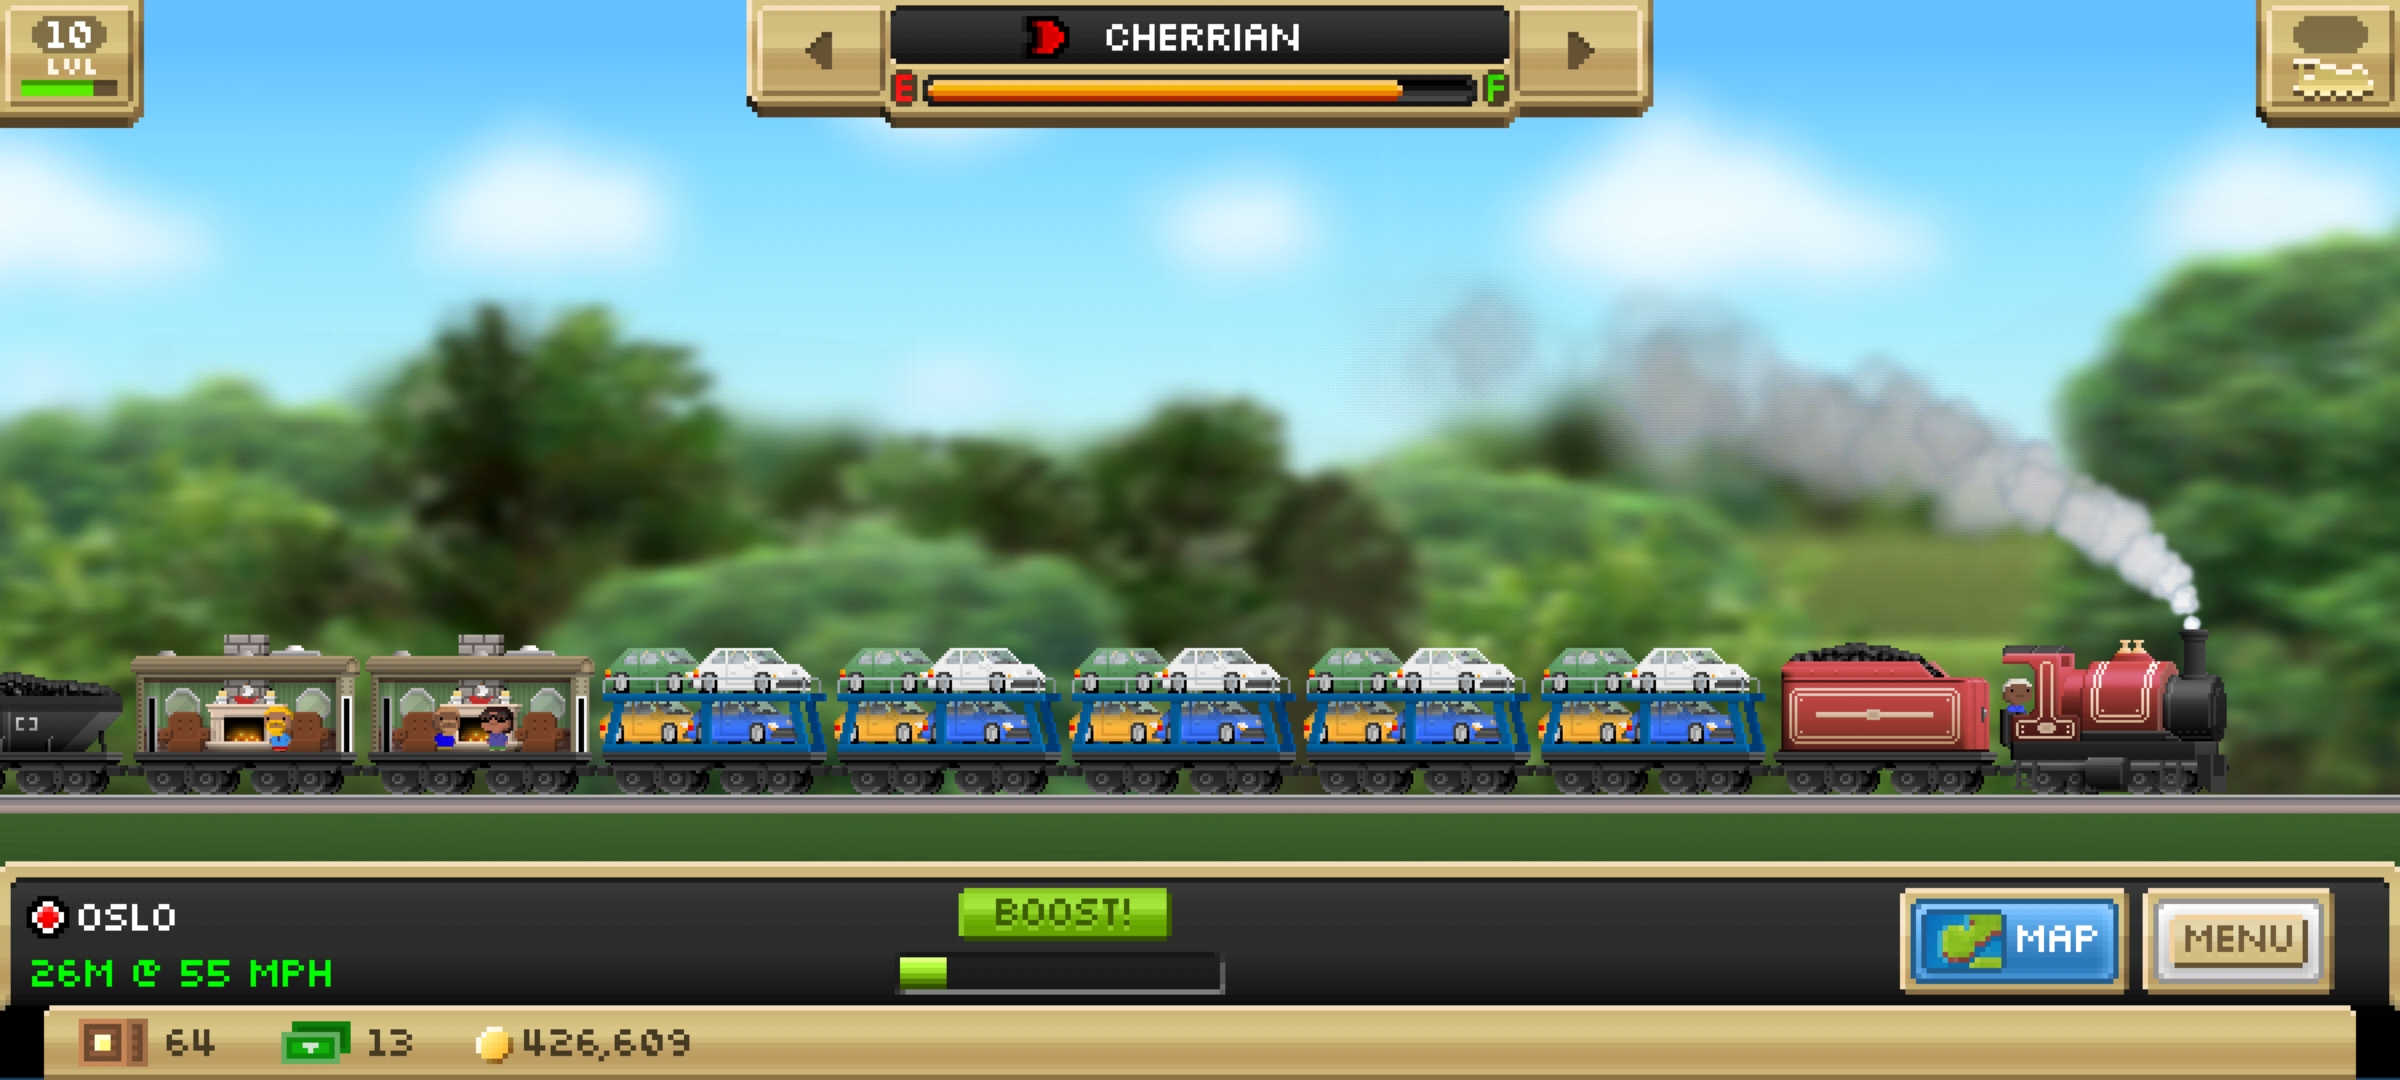 10
LVL
CHERRIAN
E F
OSLO
BOOST!
26M @ 55 MPH
MAP
MENU
64
13
426,609